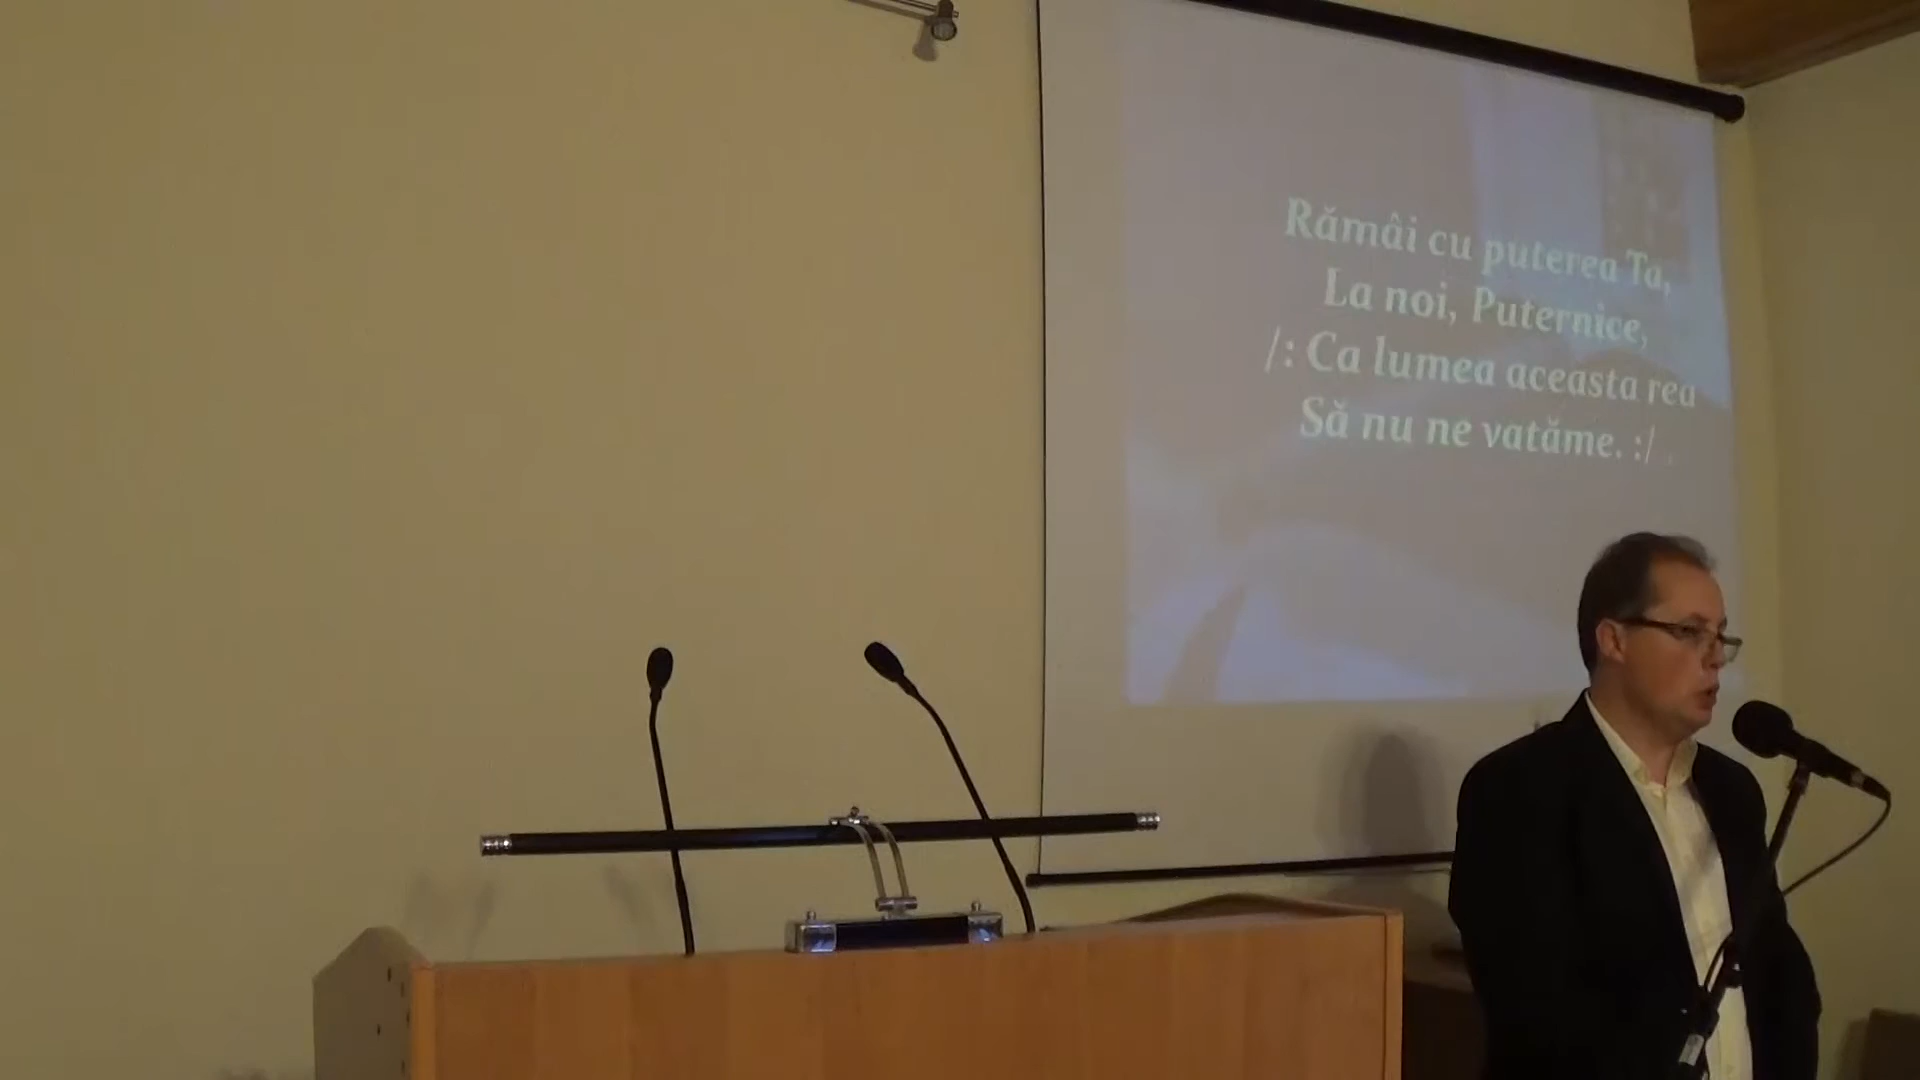 Rămâi cu puterea Ta,
La noi, Puternice,
/: Ca lumea aceasta rea
Să nu ne vatăme. :/